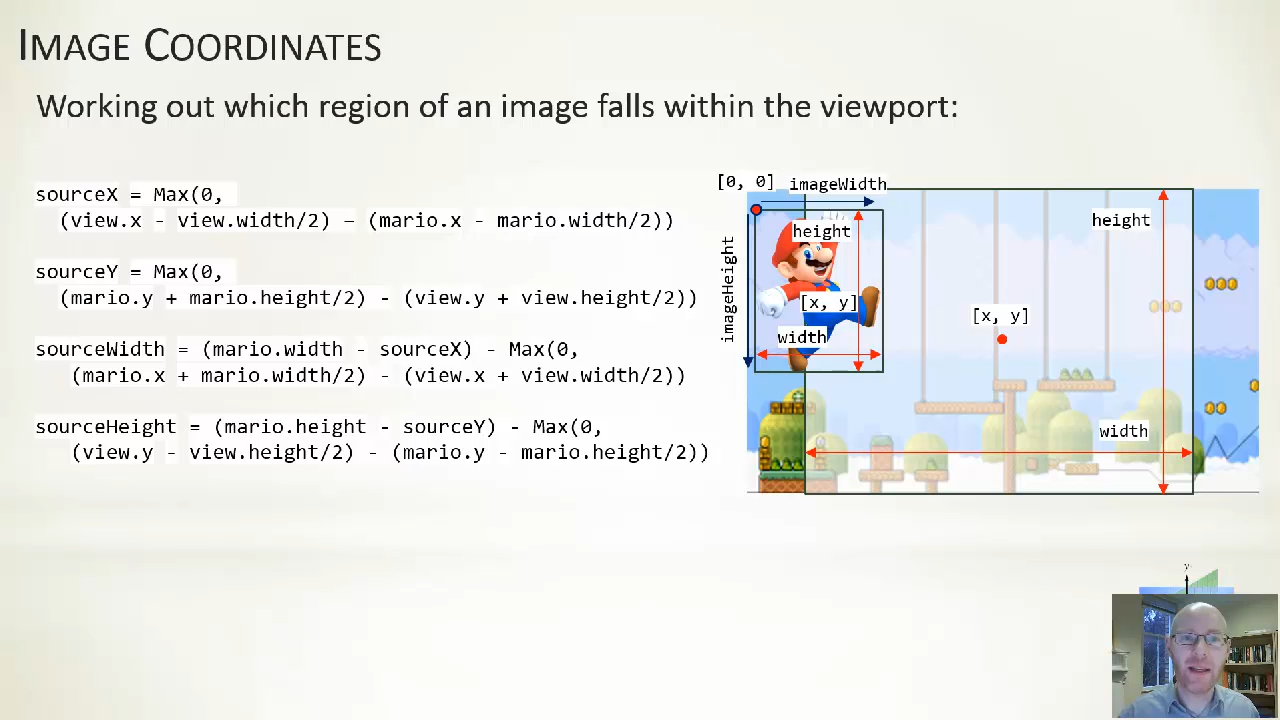 IMAGE COORDINATES
Working out which region of an image falls within the viewport:
sourceX = Max(0,
(view.x - view.width/2) – (mario.x - mario.width/2))
sourceY = Max(0,
(mario.y + mario.height/2) - (view.y + view.height/2))
sourceWidth = (mario.width - sourceX) - Max(0,
(mario.x + mario.width/2) - (view.x + view.width/2))
sourceHeight = (mario.height - sourceY) - Max(0,
(view.y - view.height/2) - (mario.y - mario.height/2))
[0, 0]
imageWidth
imageHeight
height
[x, y]
width
height
[x, y]
width
y